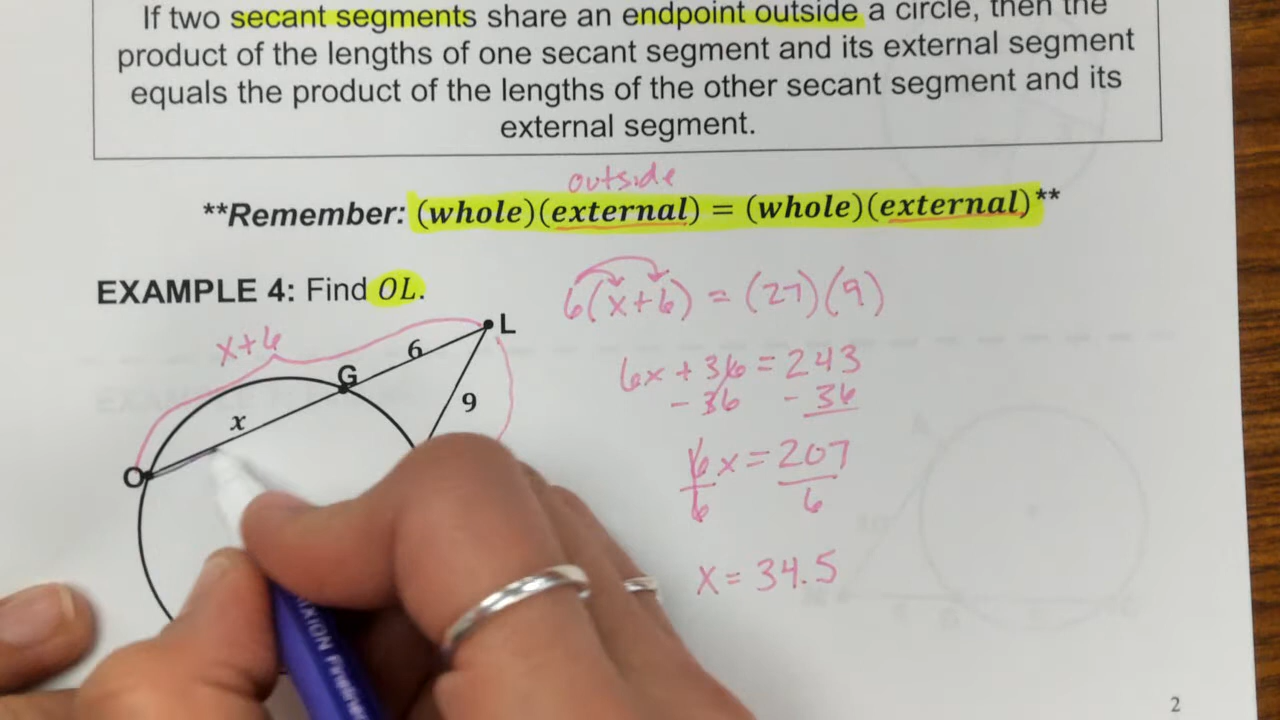 If two secant segments share an endpoint outside a circle, then the
product of the lengths of one secant segment and its external segment
equals the product of the lengths of the other secant segment and its
external segment.
outside
**Remember: (whole)(external) = (whole)(external)**
EXAMPLE 4: Find OL.
6(x+6) = (27)(9)
6x + 36 = 243
- 36 - 36
6x = 207
6 6
x = 34.5
x+6
L
6
G
9
x
O
2